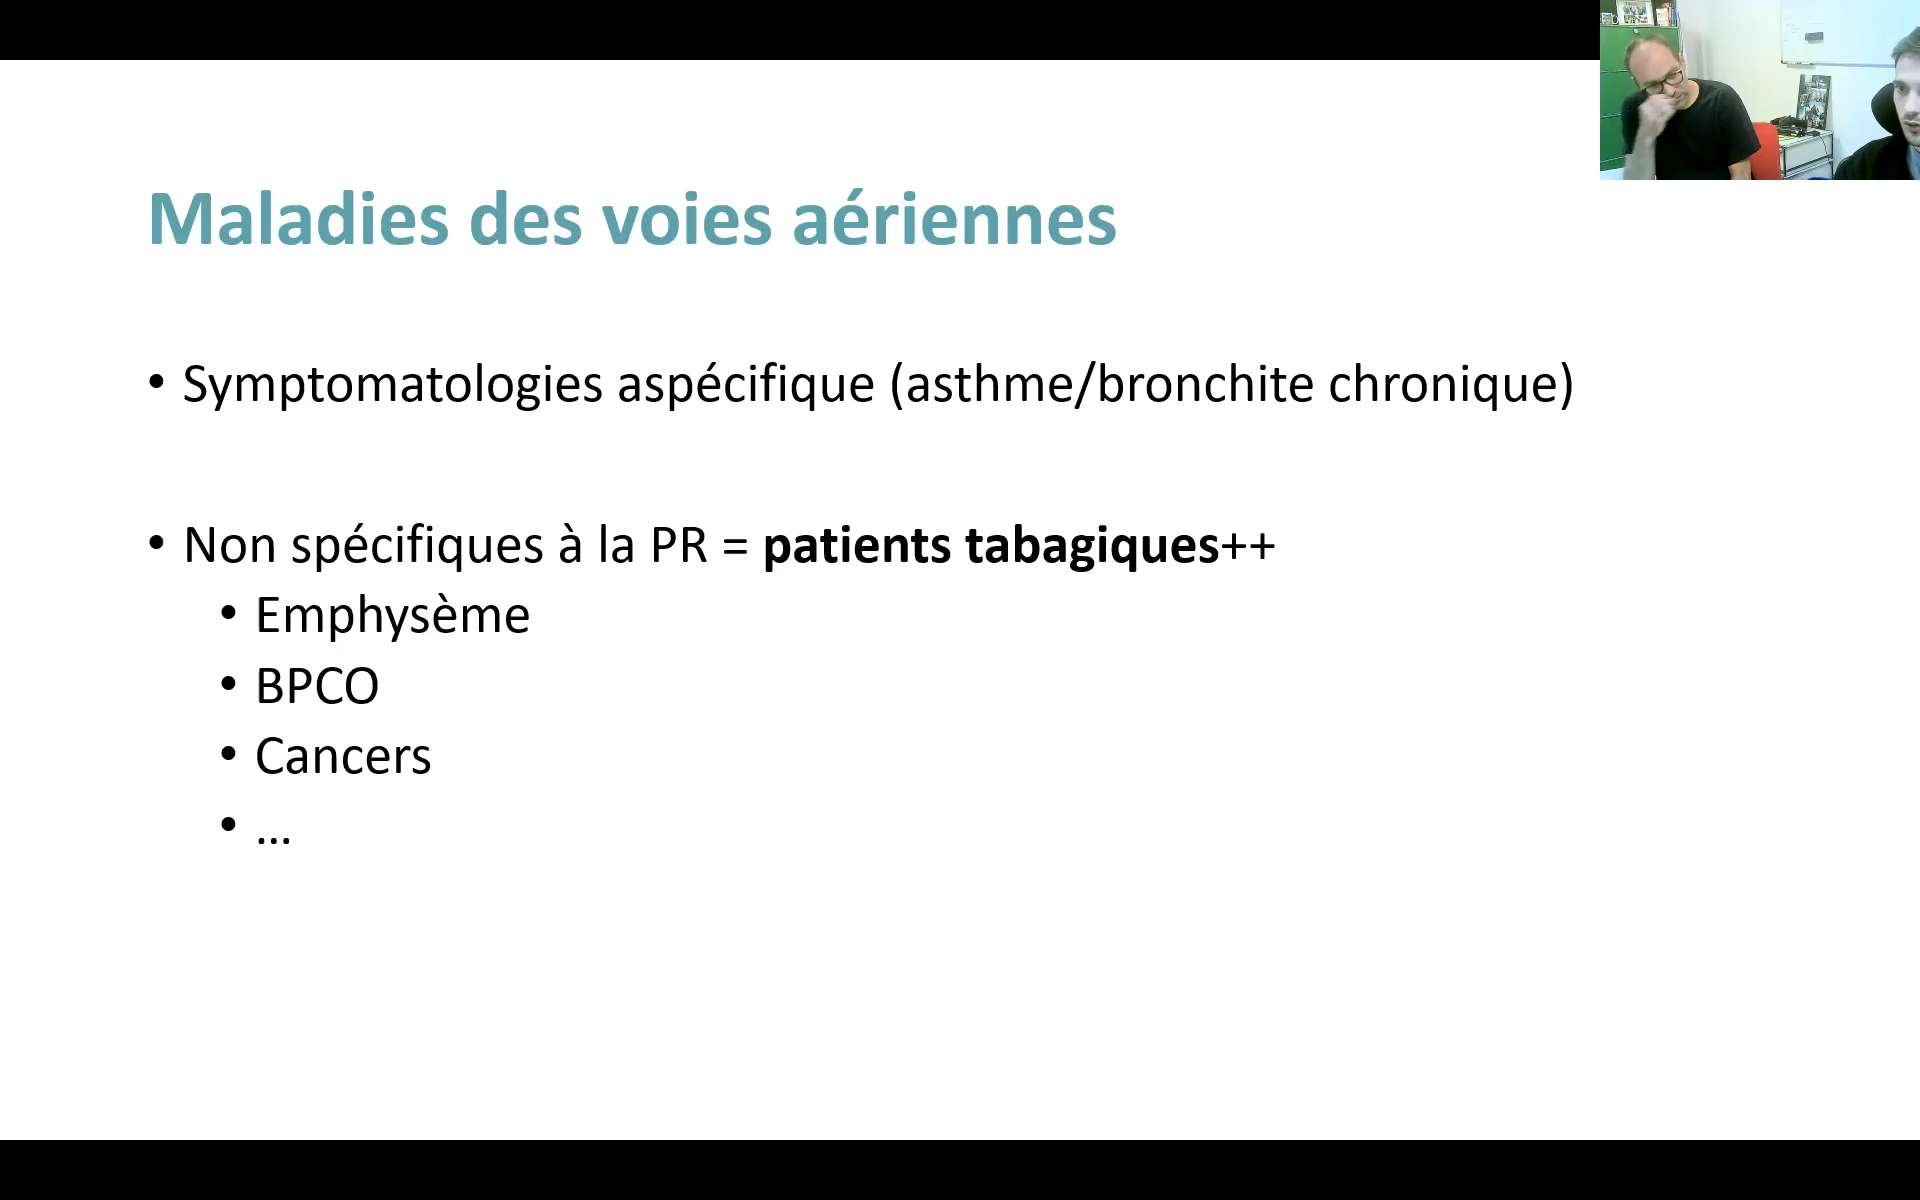 Maladies des voies aériennes
• Symptomatologies aspécifique (asthme/bronchite chronique)
• Non spécifiques à la PR = patients tabagiques++
• Emphysème
• BPCO
• Cancers
• ...